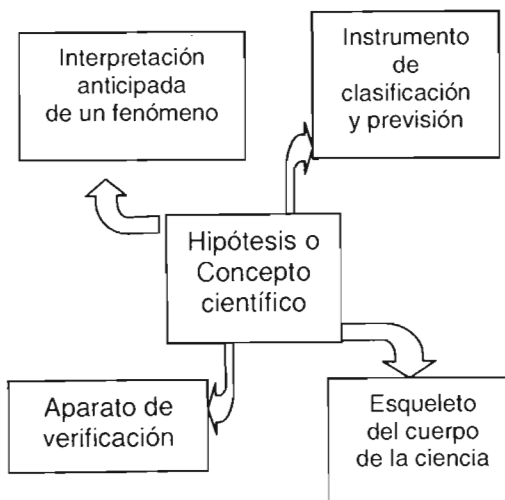 Interpretación
anticipada
de un fenómeno
Instrumento
de
clasificación
y previsión
Hipótesis o
Concepto
científico
Aparato de
verificación
Esqueleto
del cuerpo
de la ciencia